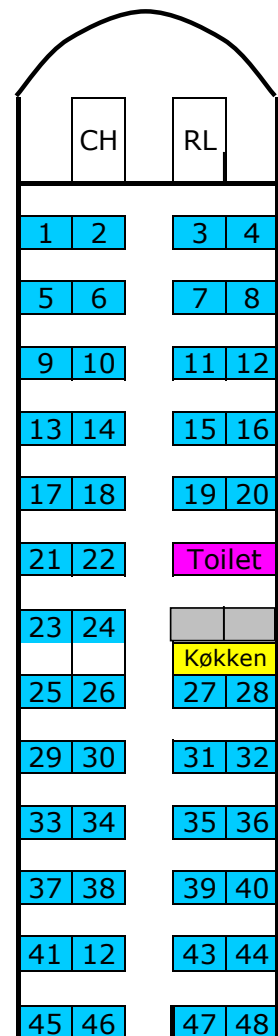 CH RL
1 2 3 4
5 6 7 8
9 10 11 12
13 14 15 16
17 18 19 20
21 22 Toilet
23 24
Køkken
25 26 27 28
29 30 31 32
33 34 35 36
37 38 39 40
41 12 43 44
45 46 47 48